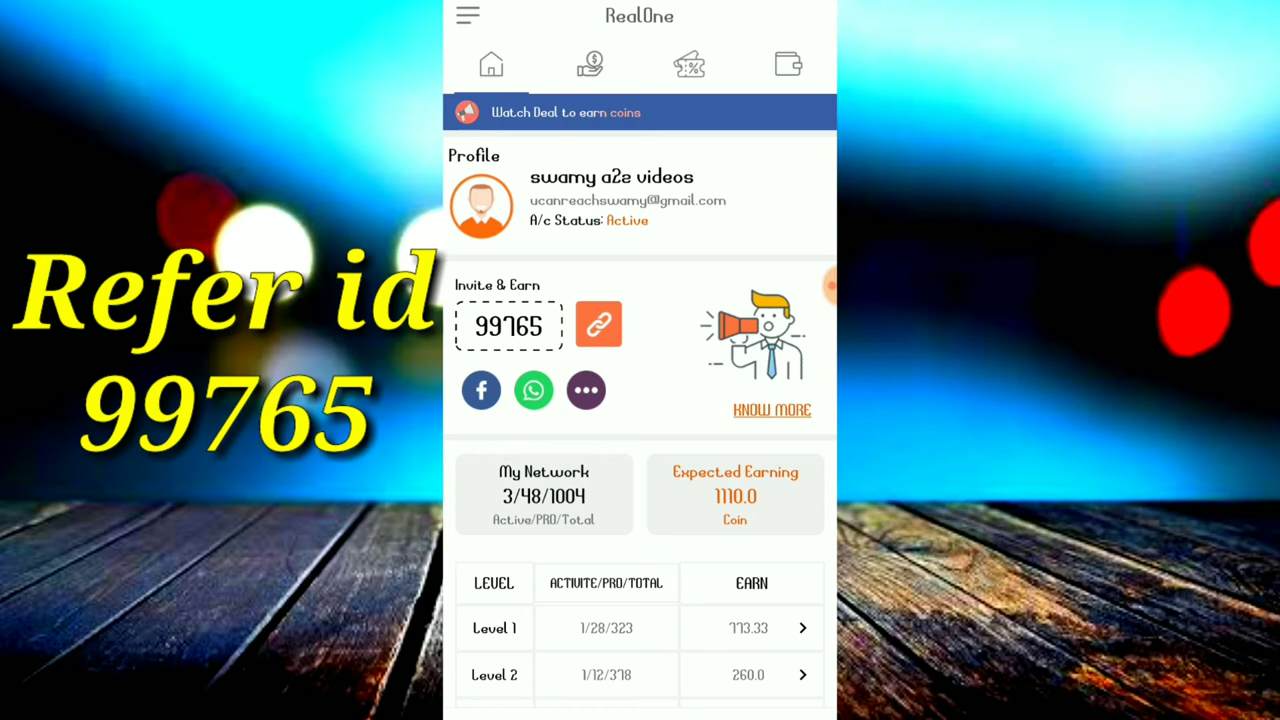 RealOne
Watch Deal to earn coins
Profile
swamy a2z videos
ucanreachswamy@gmail.com
A/c Status: Active
Invite & Earn
99765
KNOW MORE
My Network
3/48/1004
Active/PRO/Total
Expected Earning
1110.0
Coin
LEVEL ACTIVITE/PRO/TOTAL EARN
Level 1 1/28/323 773.33
Level 2 1/12/378 260.0
Refer id
99765